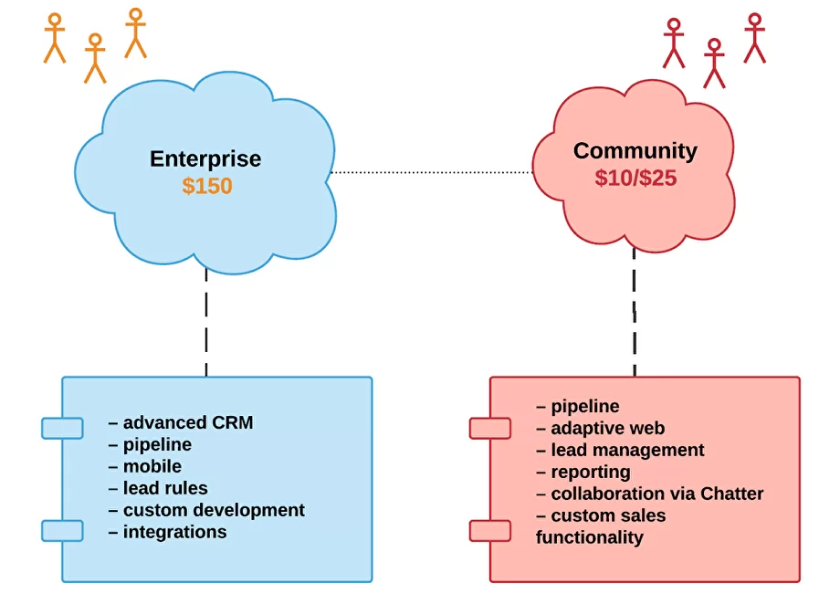 Enterprise
$150
Community
$10/$25
– advanced CRM
– pipeline
– mobile
– lead rules
– custom development
– integrations
– pipeline
– adaptive web
– lead management
– reporting
– collaboration via Chatter
– custom sales
functionality